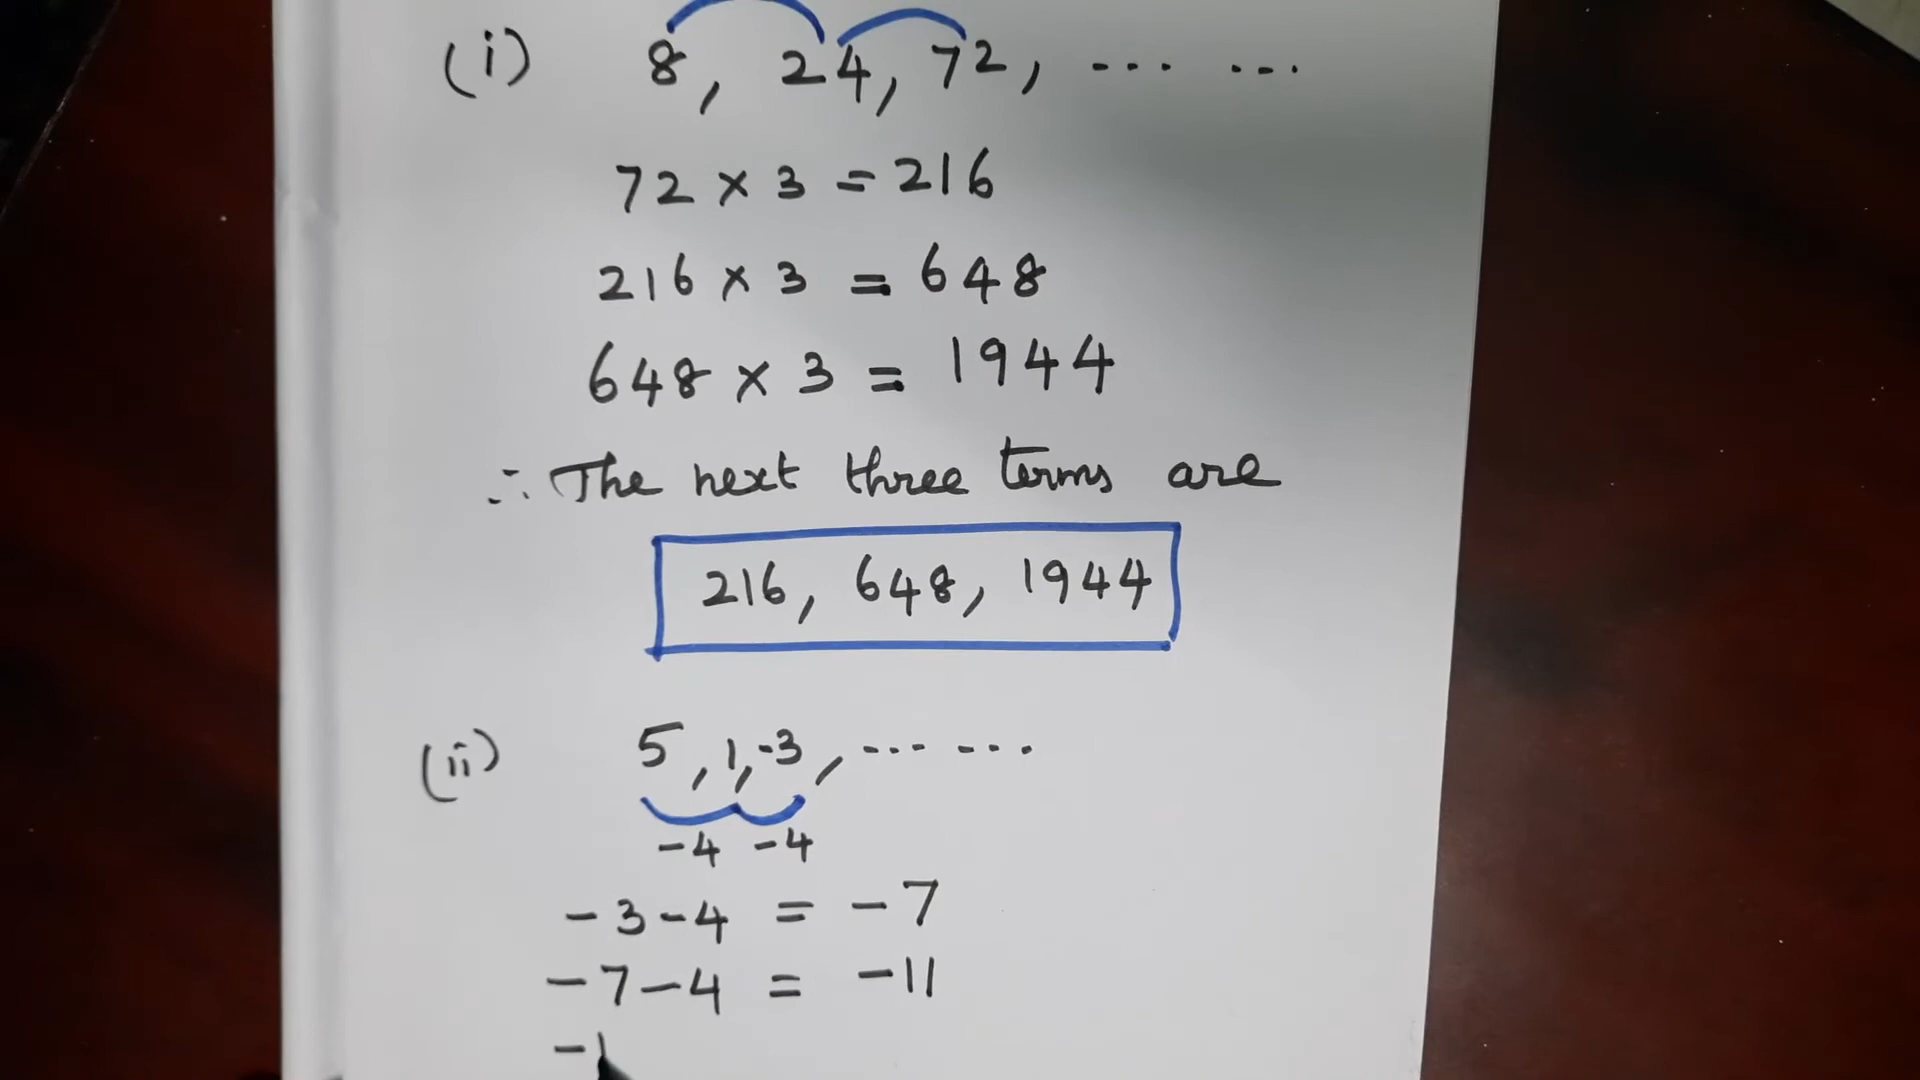 (i) 8, 24, 72, ... ...
72 × 3 = 216
216 × 3 = 648
648 × 3 = 1944
∴ The next three terms are
216, 648, 1944
(ii) 5, 1, -3, ... ...
-4 -4
-3-4 = -7
-7-4 = -11
-1